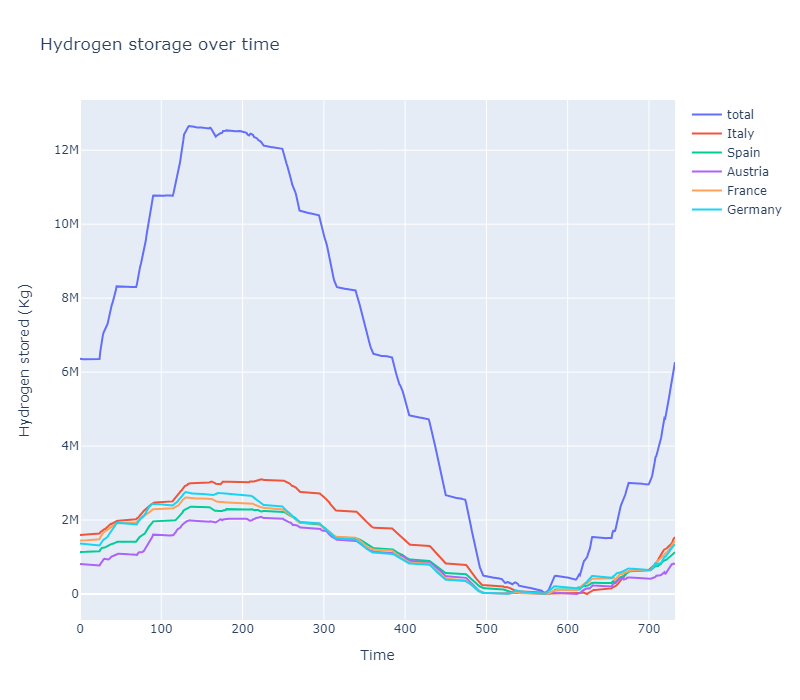 Hydrogen storage over time
total
Italy
Spain
Austria
France
Germany
12M
10M
8M
6M
4M
2M
0
Hydrogen stored (Kg)
0 100 200 300 400 500 600 700
Time